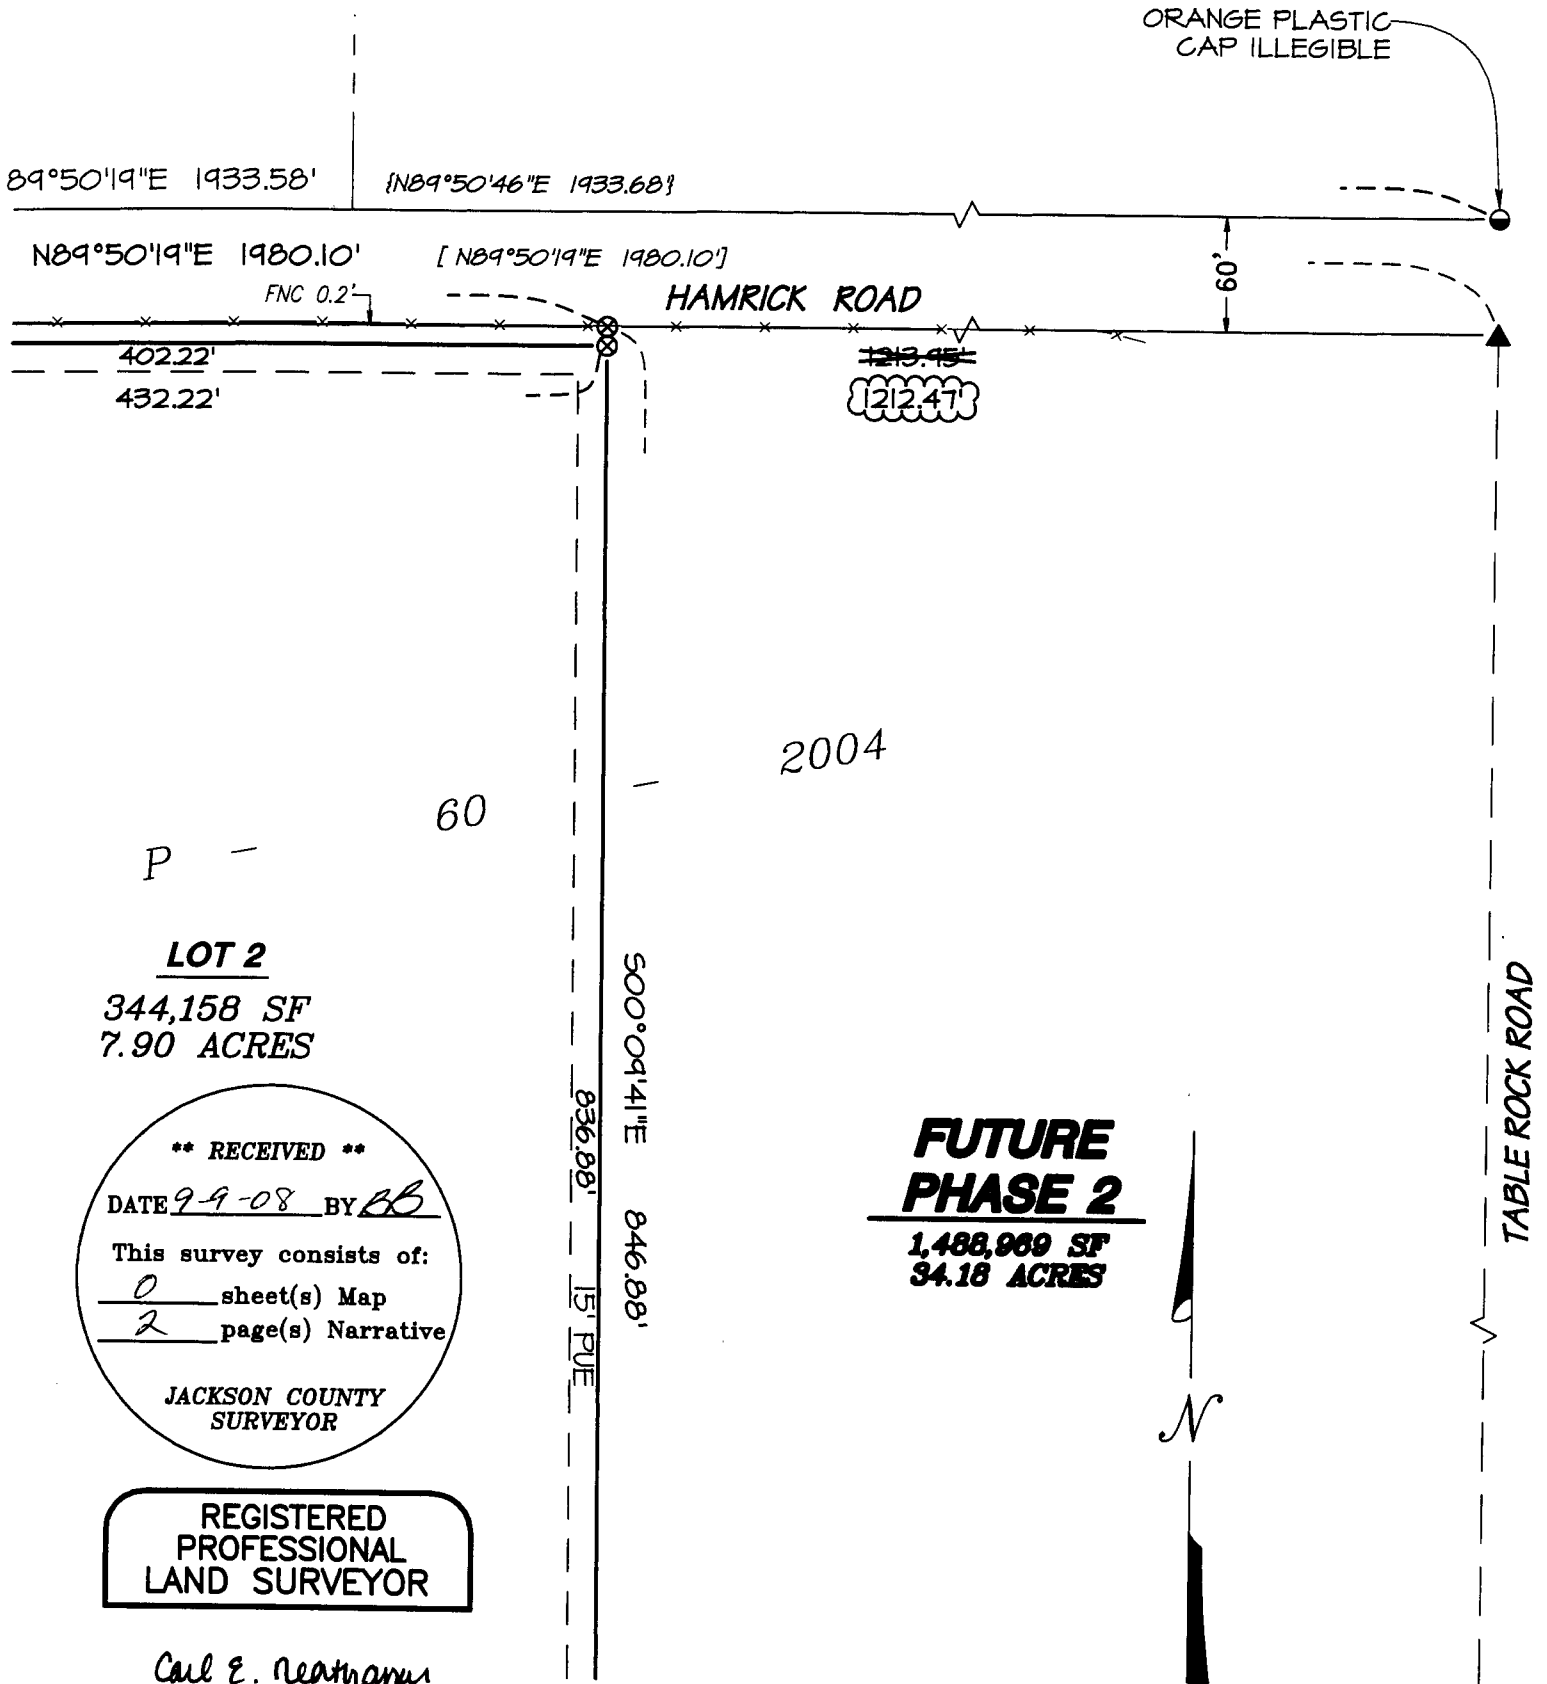 ORANGE PLASTIC
CAP ILLEGIBLE
89°50'19"E 1933.58' {N89°50'46"E 1933.68}
N89°50'19"E 1980.10' [ N89°50'19"E 1980.10']
FNC 0.2'
HAMRICK ROAD
60'
402.22'
432.22'
1213.95'
1212.47'
P - 60 - 2004
LOT 2
344,158 SF
7.90 ACRES
S00°09'41"E 846.88'
836.88' 15' PUE
TABLE ROCK ROAD
FUTURE
PHASE 2
1,488,969 SF
34.18 ACRES
** RECEIVED **
DATE 9-9-08 BY BB
This survey consists of:
0 sheet(s) Map
2 page(s) Narrative
JACKSON COUNTY
SURVEYOR
N
REGISTERED
PROFESSIONAL
LAND SURVEYOR
Cael E.